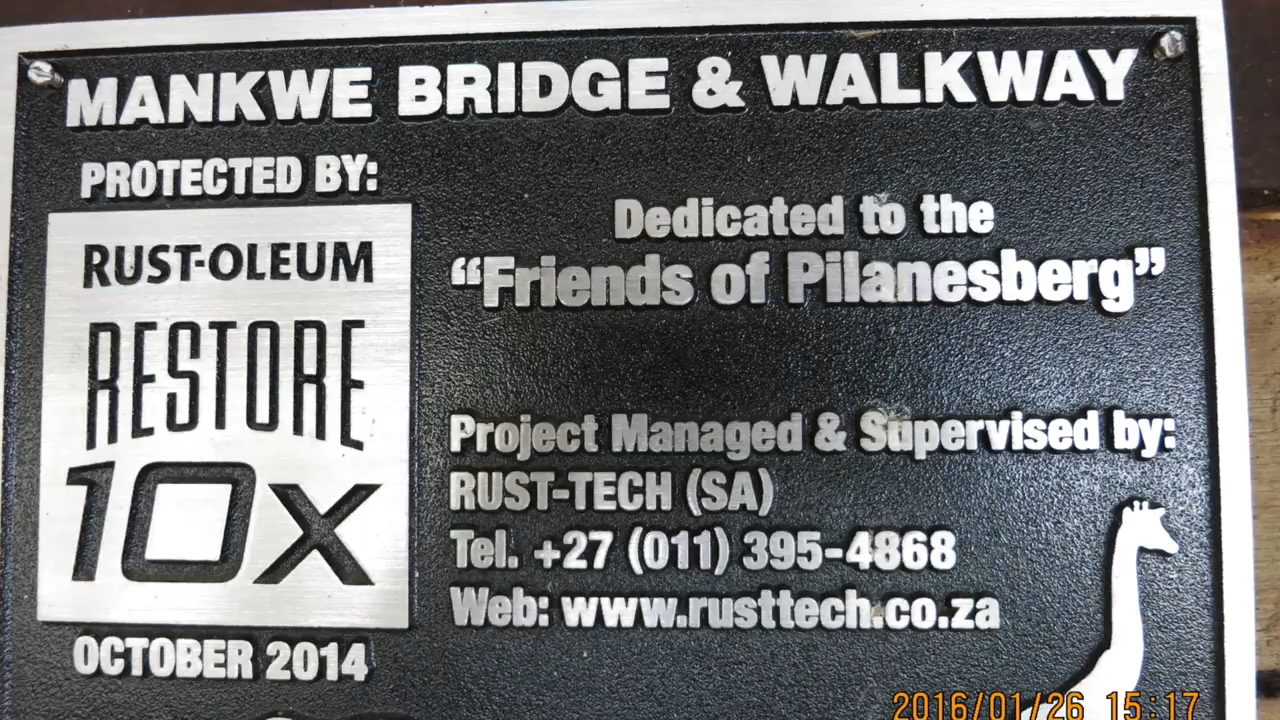 MANKWE BRIDGE & WALKWAY
PROTECTED BY:
RUST-OLEUM
RESTORE
10X
OCTOBER 2014
Dedicated to the
“Friends of Pilanesberg”
Project Managed & Supervised by:
RUST-TECH (SA)
Tel. +27 (011) 395-4868
Web: www.rusttech.co.za
2016/01/26 15:17